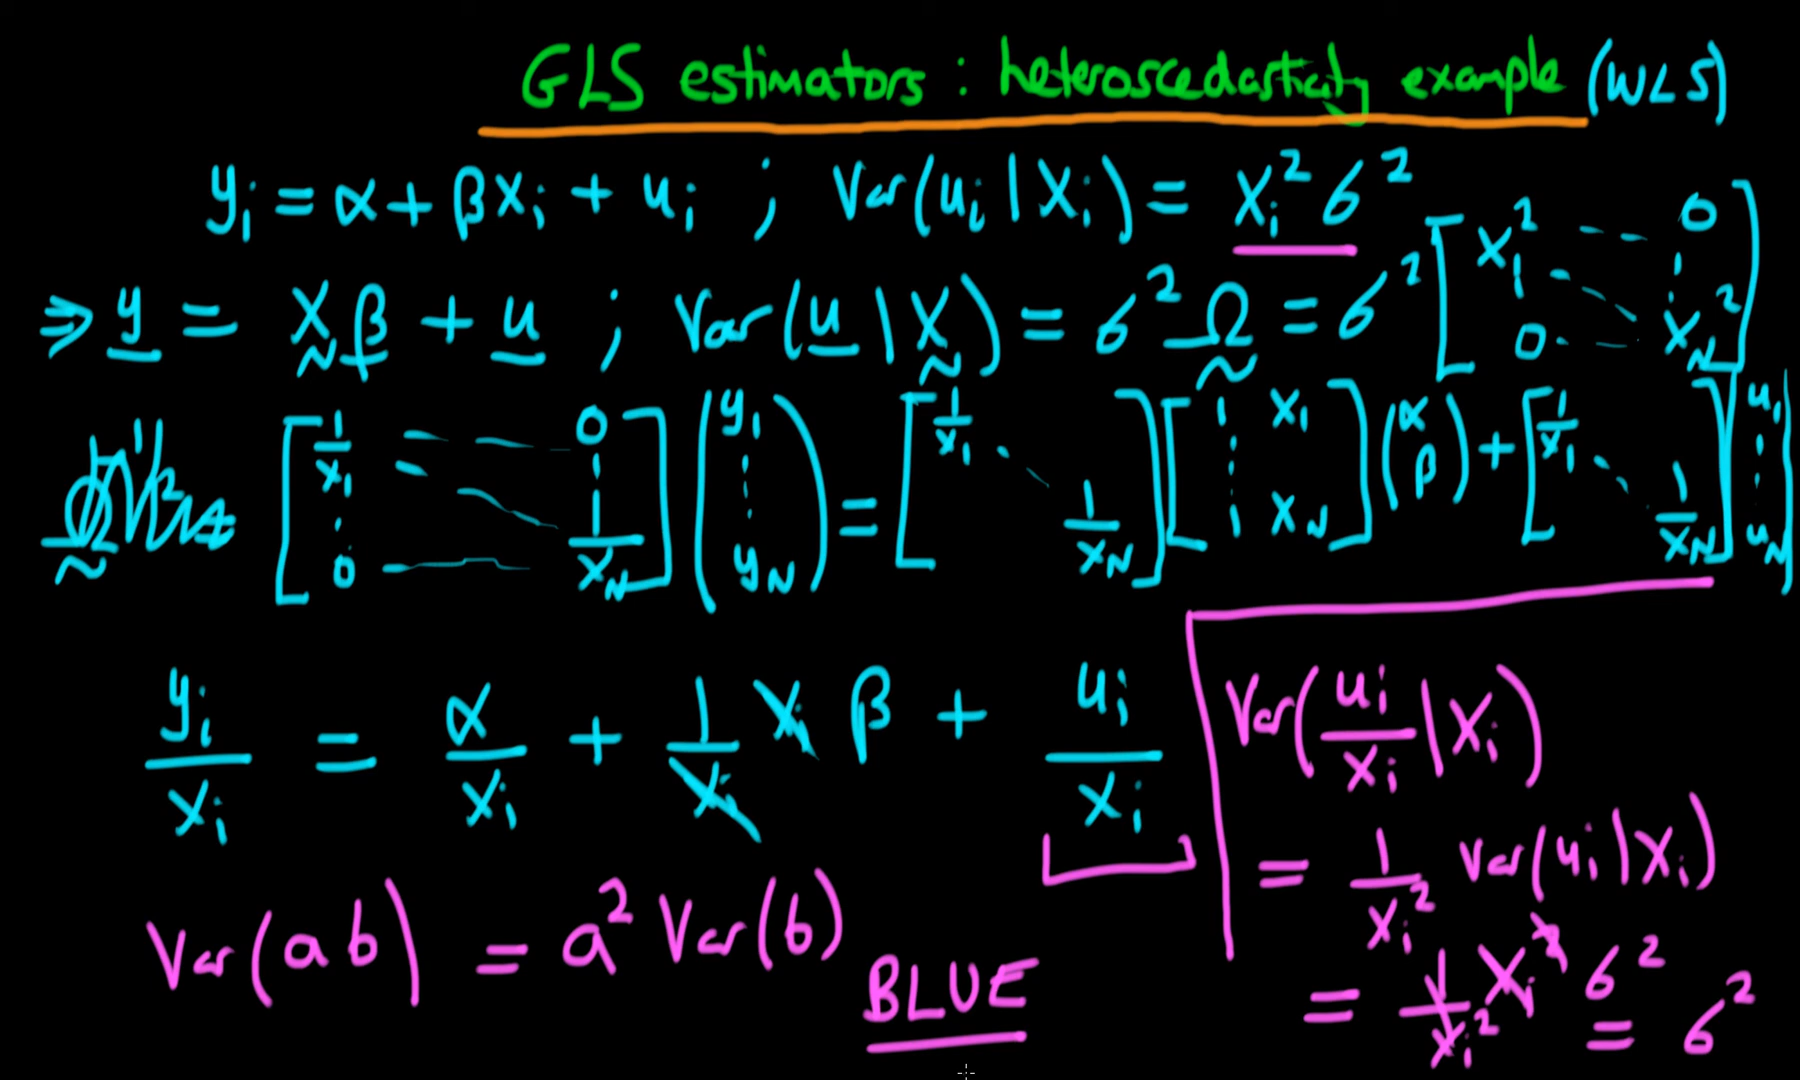 GLS estimators : heteroscedasticity example (WLS)
yᵢ = α + βxᵢ + uᵢ ; Var(uᵢ | Xᵢ) = Xᵢ² σ²
⇒ y = Xβ + u ; Var(u | X) = σ² Ω = σ² [x₁² -- 0 ⋮ 0 -- x_N²]
[1/x₁ -- 0 ⋮ 0 -- 1/x_N] (y₁ ⋮ y_N) = [1/x₁ ⋱ 1/x_N] [1 x₁ ⋮ 1 x_N] (α β) + [1/x₁ ⋱ 1/x_N] [u₁ ⋮ u_N]
yᵢ/xᵢ = α/xᵢ + 1/xᵢ xᵢ β + uᵢ/xᵢ
Var(uᵢ/xᵢ | Xᵢ)
= 1/xᵢ² Var(uᵢ | Xᵢ)
= 1/xᵢ² Xᵢ² σ² = σ²
Var(ab) = a² Var(b)
BLUE